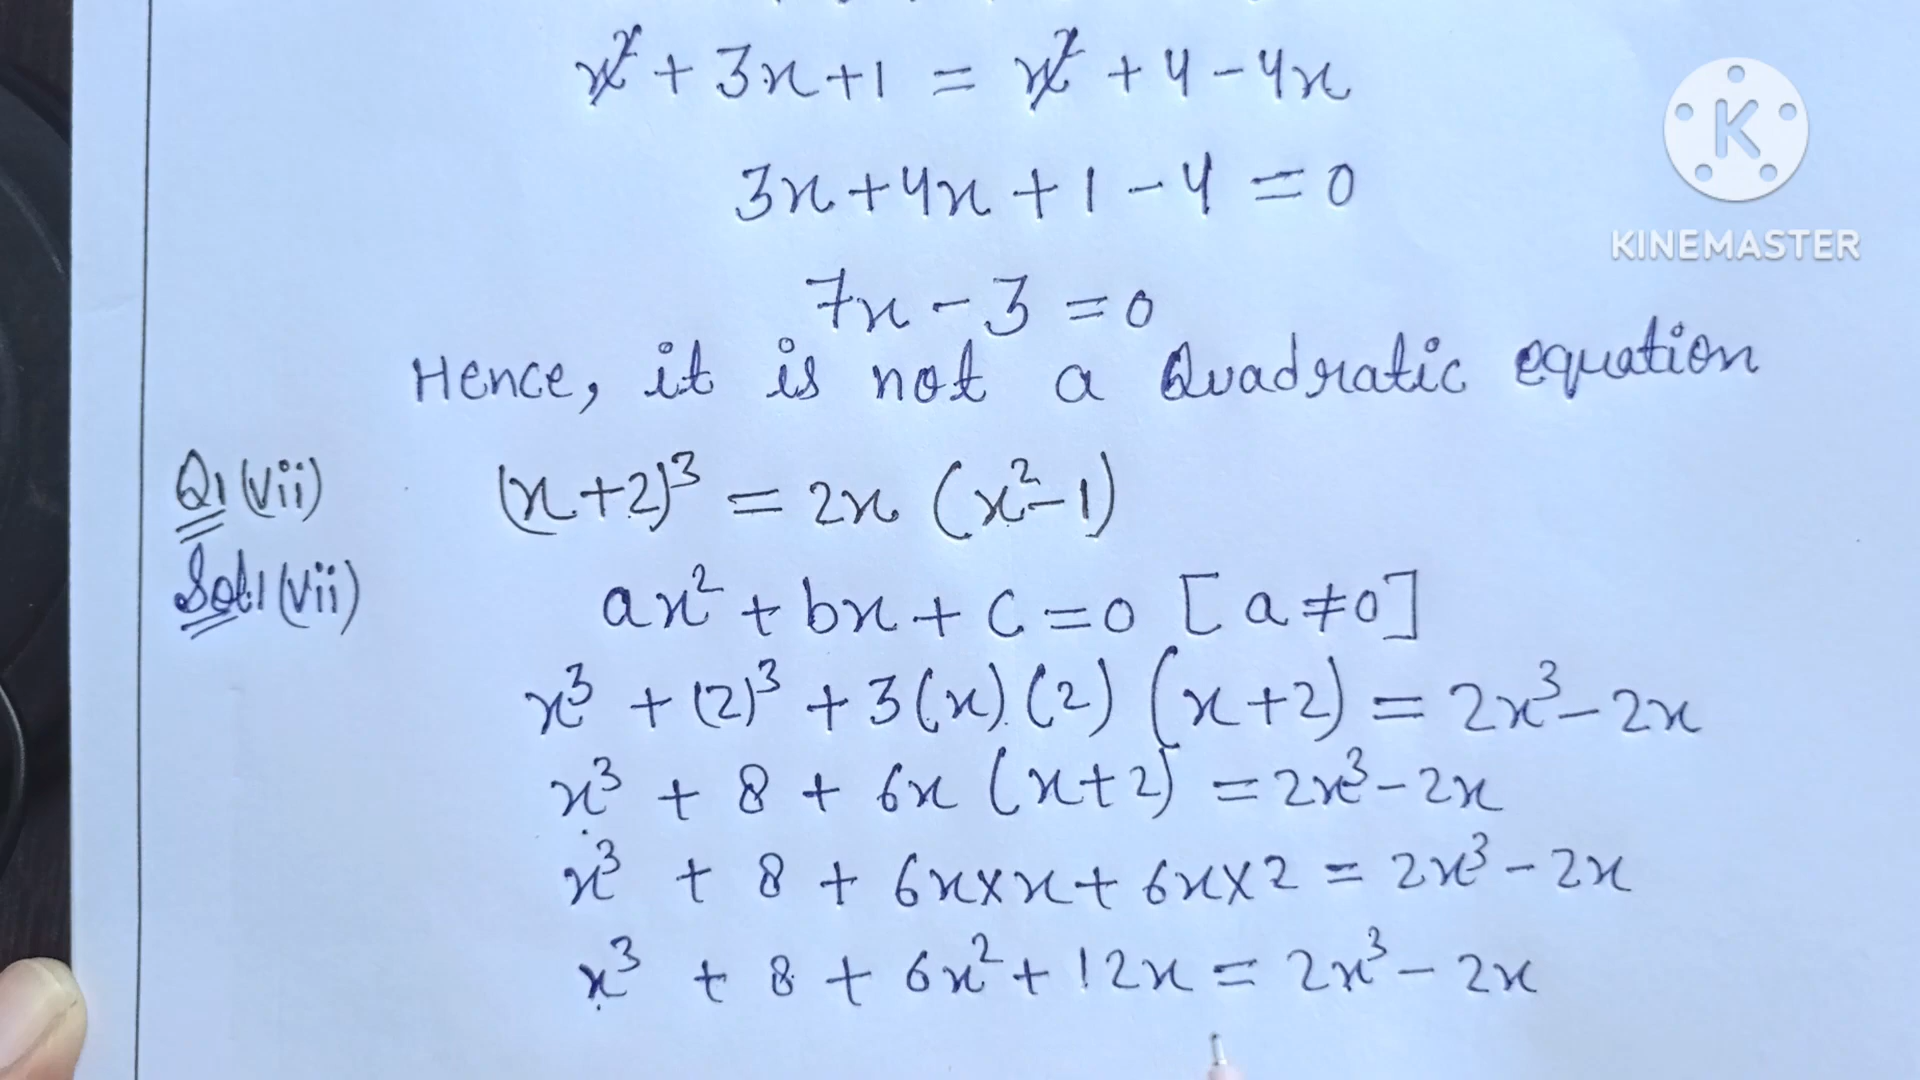 x² + 3x + 1 = x² + 4 - 4x
K
3x + 4x + 1 - 4 = 0
KINEMASTER
7x - 3 = 0
Hence, it is not a Quadratic equation
Q1(vii) (x+2)³ = 2x (x²-1)
Sol.1(vii) ax² + bx + c = 0 [a ≠ 0]
x³ + (2)³ + 3(x)(2)(x+2) = 2x³ - 2x
x³ + 8 + 6x (x+2) = 2x³ - 2x
x³ + 8 + 6x×x + 6x×2 = 2x³ - 2x
x³ + 8 + 6x² + 12x = 2x³ - 2x